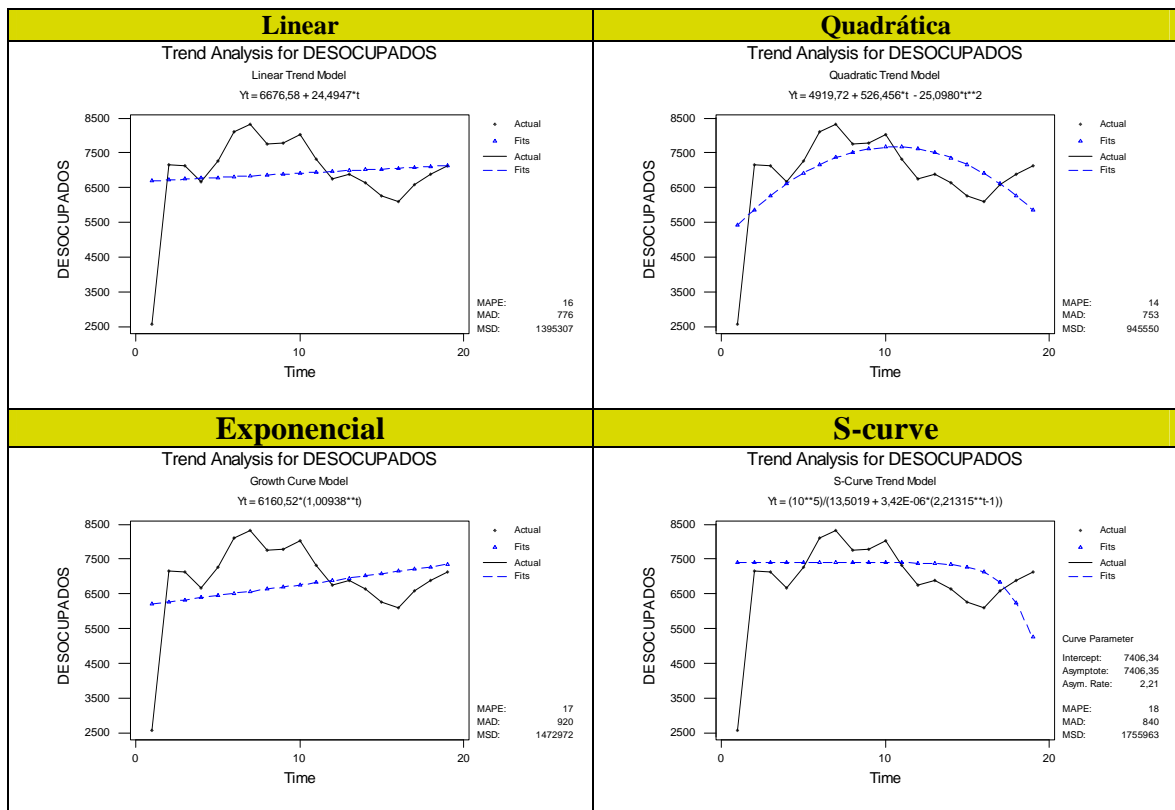 Linear
Trend Analysis for DESOCUPADOS
Linear Trend Model
Yt = 6676,58 + 24,4947*t
8500
7500
6500
5500
4500
3500
2500
DESOCUPADOS
0
10
20
Time
Actual
Fits
Actual
Fits
MAPE: 16
MAD: 776
MSD: 1395307
Quadrática
Trend Analysis for DESOCUPADOS
Quadratic Trend Model
Yt = 4919,72 + 526,456*t - 25,0980*t**2
8500
7500
6500
5500
4500
3500
2500
DESOCUPADOS
0
10
20
Time
Actual
Fits
Actual
Fits
MAPE: 14
MAD: 753
MSD: 945550
Exponencial
Trend Analysis for DESOCUPADOS
Growth Curve Model
Yt = 6160,52*(1,00938**t)
8500
7500
6500
5500
4500
3500
2500
DESOCUPADOS
0
10
20
Time
Actual
Fits
Actual
Fits
MAPE: 17
MAD: 920
MSD: 1472972
S-curve
Trend Analysis for DESOCUPADOS
S-Curve Trend Model
Yt = (10**5)/(13,5019 + 3,42E-06*(2,21315**t-1))
8500
7500
6500
5500
4500
3500
2500
DESOCUPADOS
0
10
20
Time
Actual
Fits
Actual
Fits
Curve Parameter
Intercept: 7406,34
Asymptote: 7406,35
Asym. Rate: 2,21
MAPE: 18
MAD: 840
MSD: 1755963